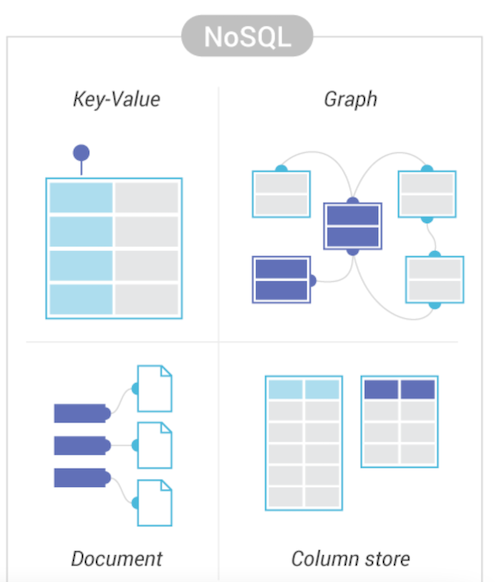 NoSQL
Key-Value
Graph
Document
Column store